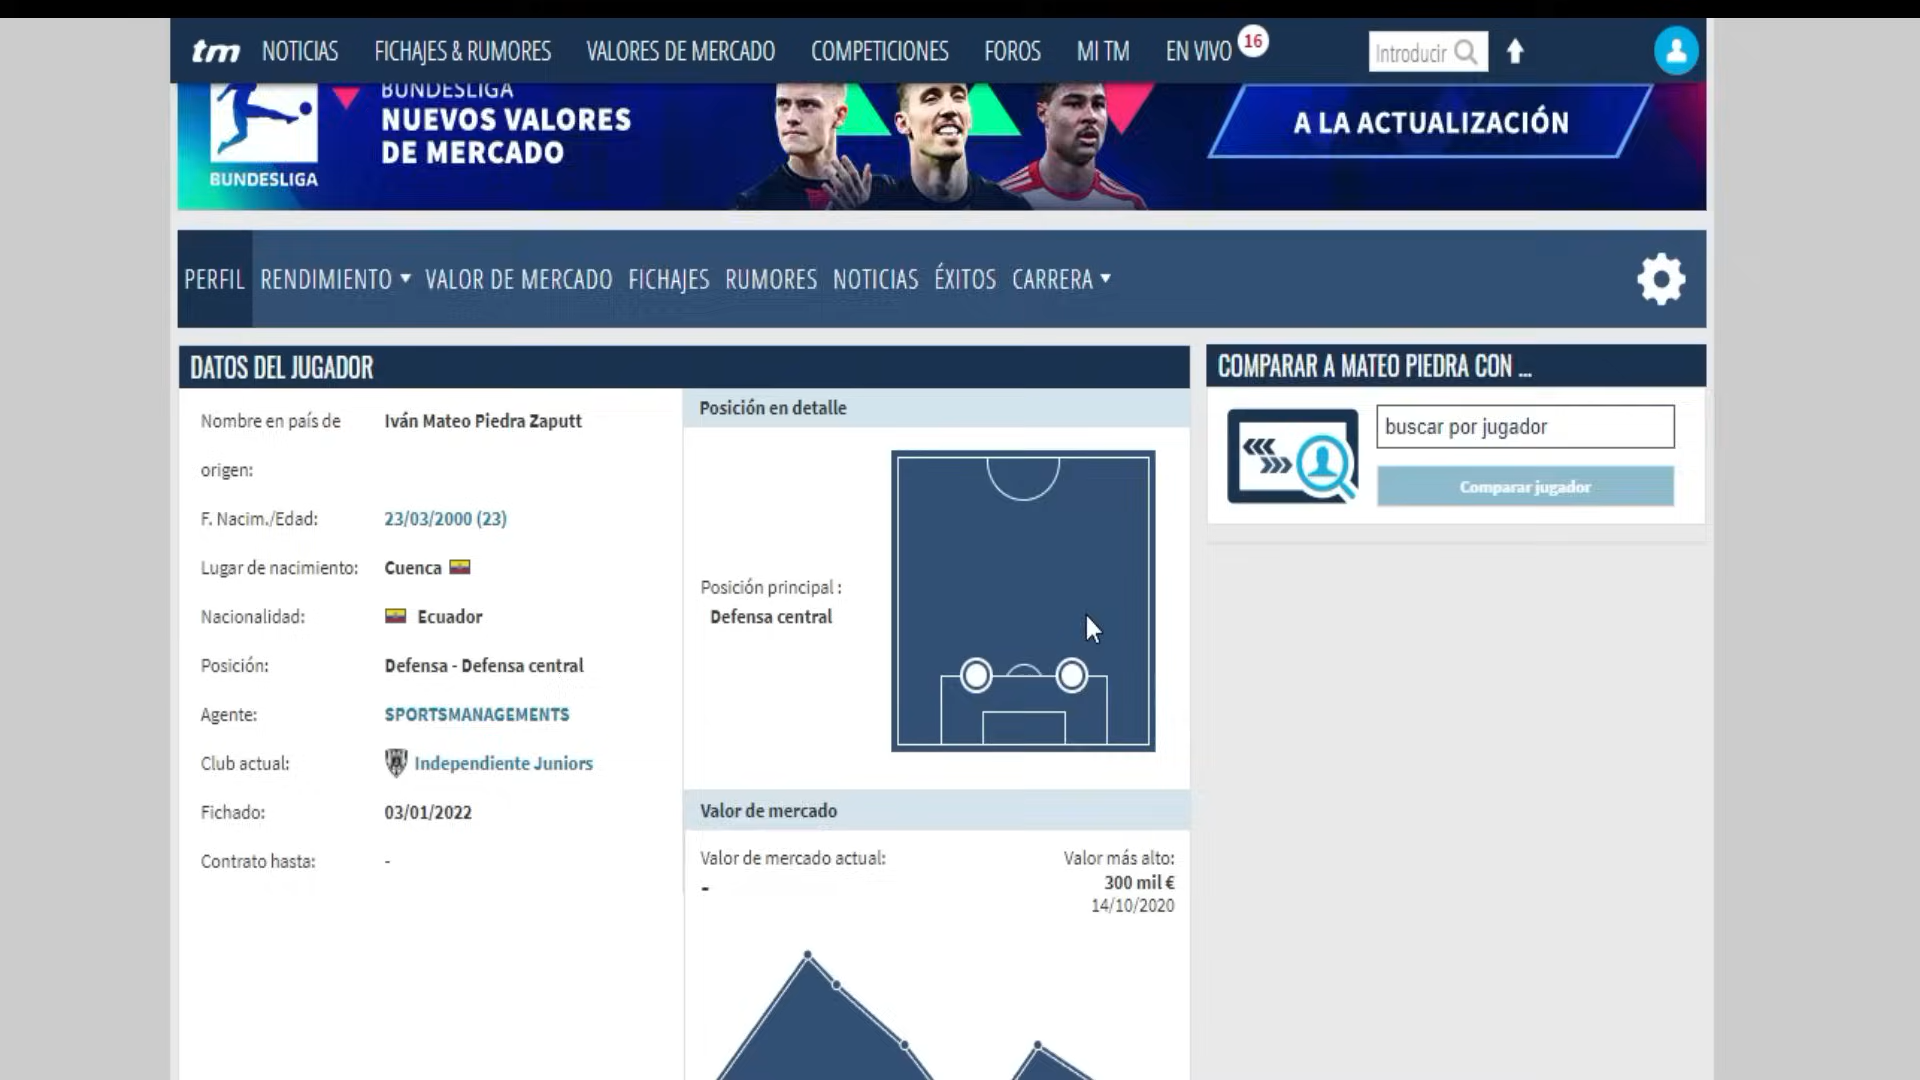 tm NOTICIAS FICHAJES & RUMORES VALORES DE MERCADO COMPETICIONES FOROS MI TM EN VIVO 16 Introducir
BUNDESLIGA
NUEVOS VALORES
DE MERCADO
A LA ACTUALIZACIÓN
BUNDESLIGA
PERFIL RENDIMIENTO VALOR DE MERCADO FICHAJES RUMORES NOTICIAS ÉXITOS CARRERA
DATOS DEL JUGADOR
Nombre en país de origen: Iván Mateo Piedra Zaputt
F. Nacim./Edad: 23/03/2000 (23)
Lugar de nacimiento: Cuenca
Nacionalidad: Ecuador
Posición: Defensa - Defensa central
Agente: SPORTSMANAGEMENTS
Club actual: Independiente Juniors
Fichado: 03/01/2022
Contrato hasta: -
Posición en detalle
Posición principal :
Defensa central
Valor de mercado
Valor de mercado actual:
-
Valor más alto:
300 mil €
14/10/2020
COMPARAR A MATEO PIEDRA CON ...
buscar por jugador
Comparar jugador